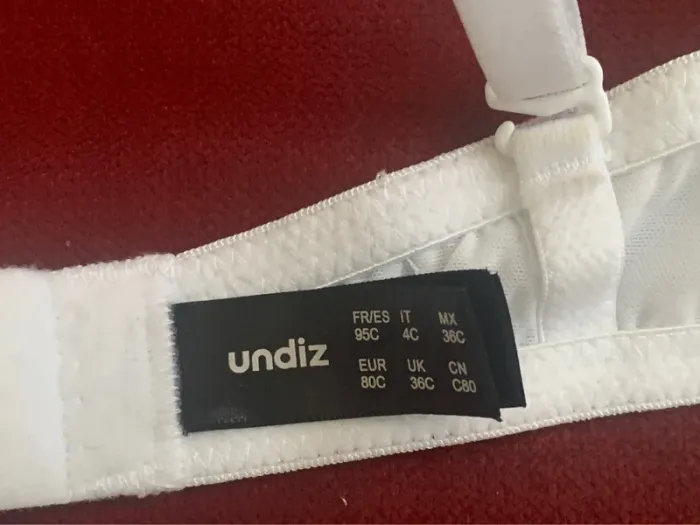 undiz
FR/ES IT MX
95C 4C 36C
EUR UK CN
80C 36C C80